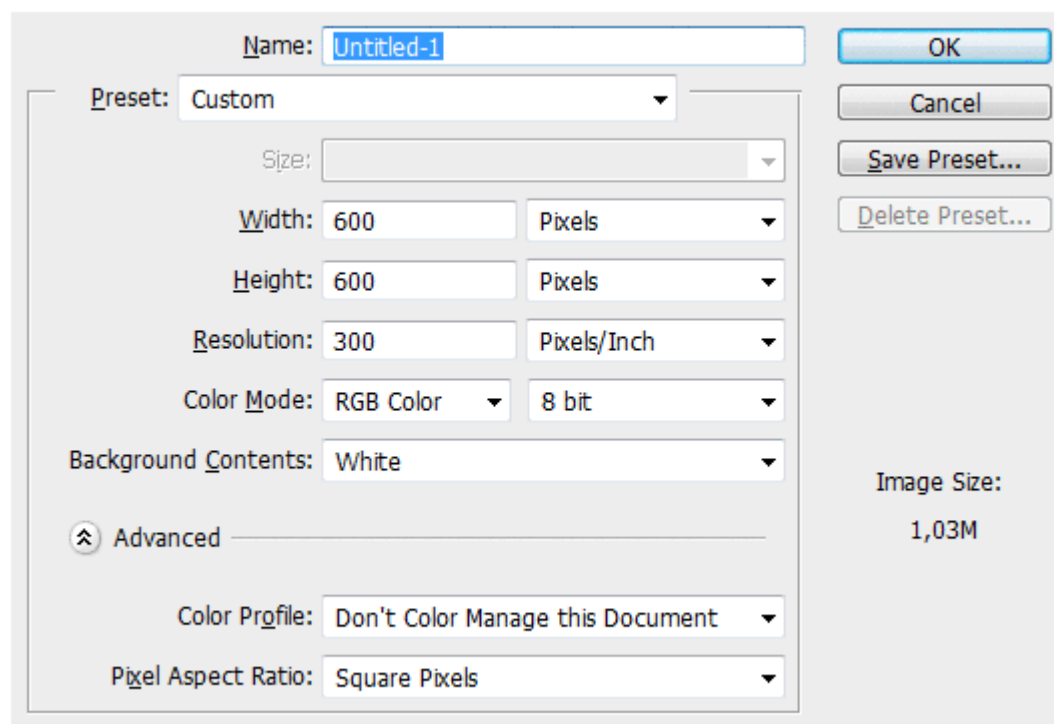 Name: Untitled-1
OK
Preset: Custom
Cancel
Size:
Save Preset...
Width: 600 Pixels
Delete Preset...
Height: 600 Pixels
Resolution: 300 Pixels/Inch
Color Mode: RGB Color 8 bit
Background Contents: White
Image Size:
1,03M
Advanced
Color Profile: Don't Color Manage this Document
Pixel Aspect Ratio: Square Pixels